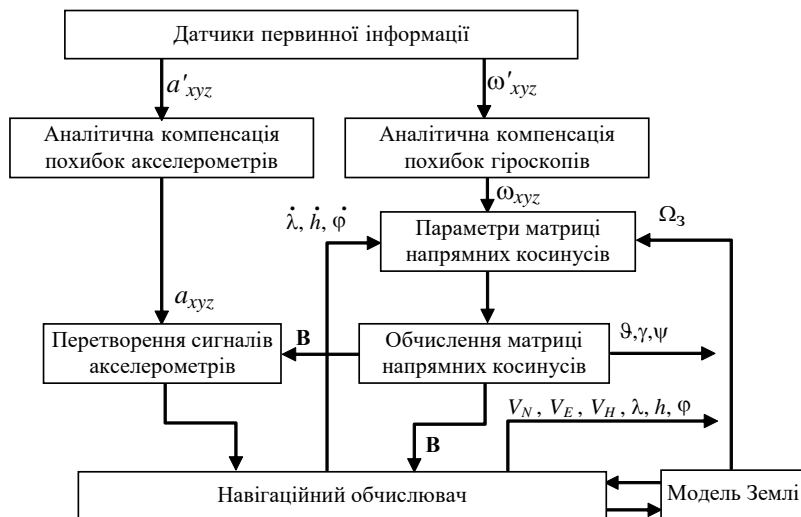 Датчики первинної інформації
a′xyz
ω′xyz
Аналітична компенсація
похибок акселерометрів
Аналітична компенсація
похибок гіроскопів
ωxyz
λ̇, ḣ, φ̇
Параметри матриці
напрямних косинусів
Ωз
axyz
Перетворення сигналів
акселерометрів
В
Обчислення матриці
напрямних косинусів
ϑ,γ,ψ
VN , VE , VH , λ, h, φ
В
Навігаційний обчислювач
Модель Землі